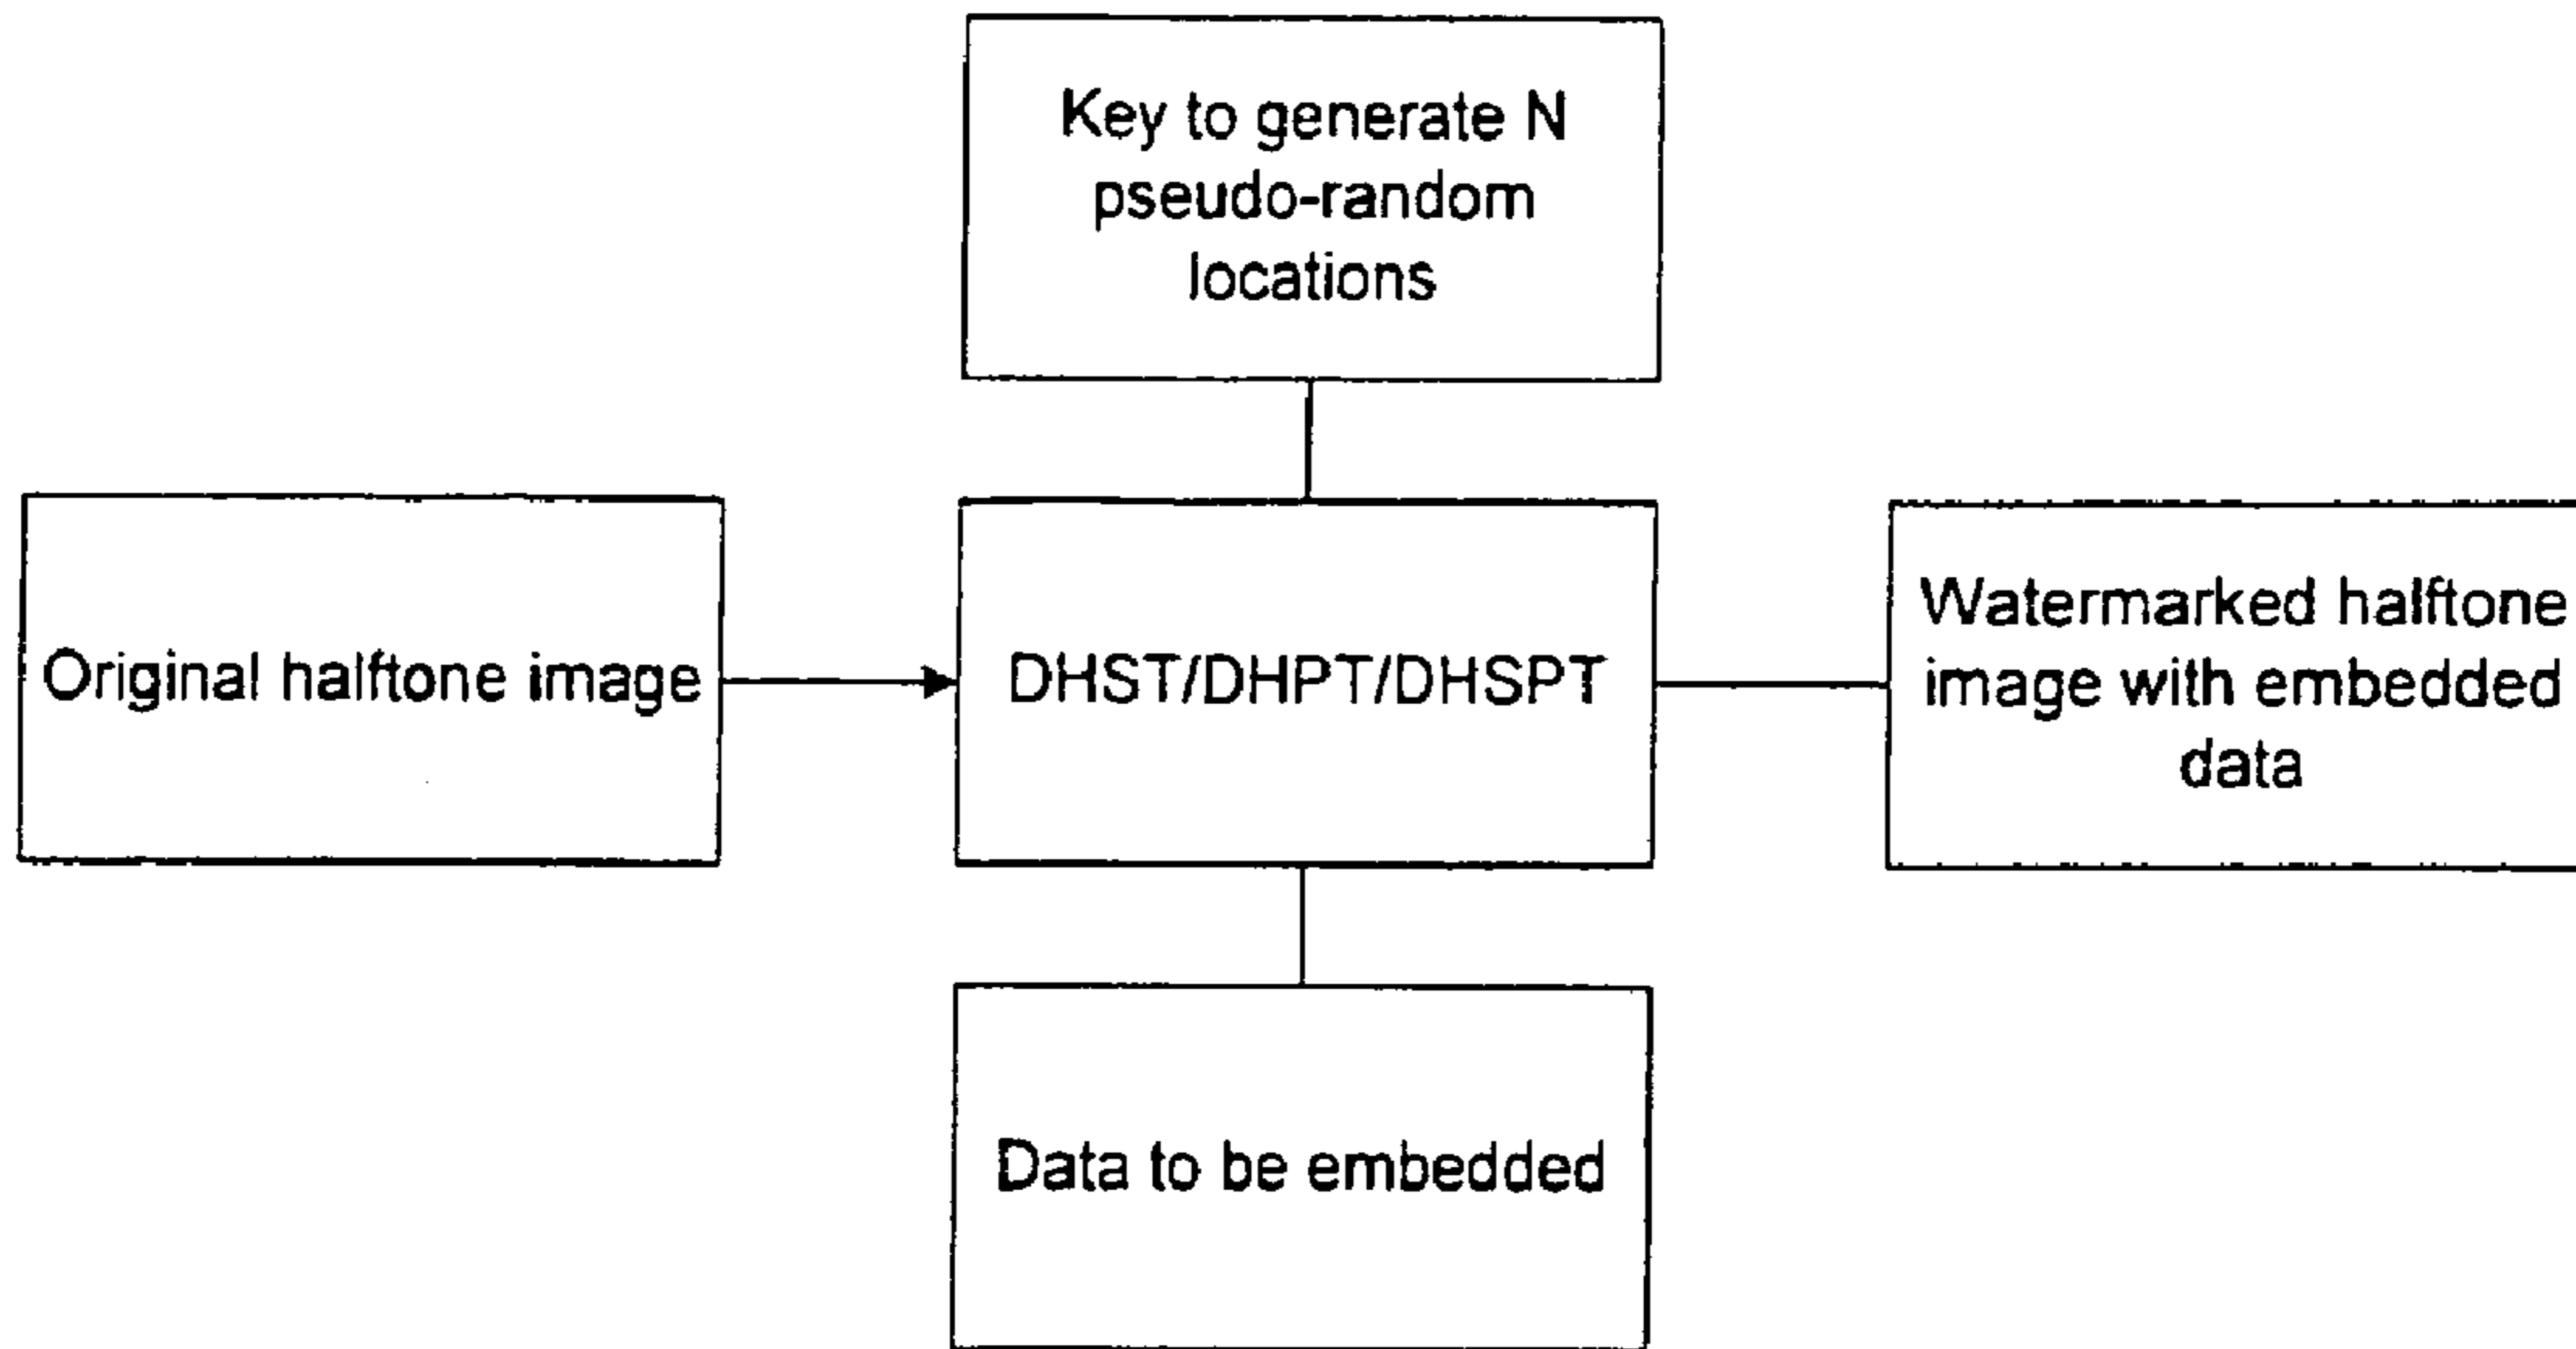 Key to generate N
pseudo-random
locations
Original halftone image
DHST/DHPT/DHSPT
Watermarked halftone
image with embedded
data
Data to be embedded